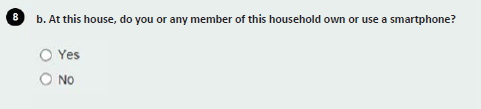 8 b. At this house, do you or any member of this household own or use a smartphone?
Yes
No